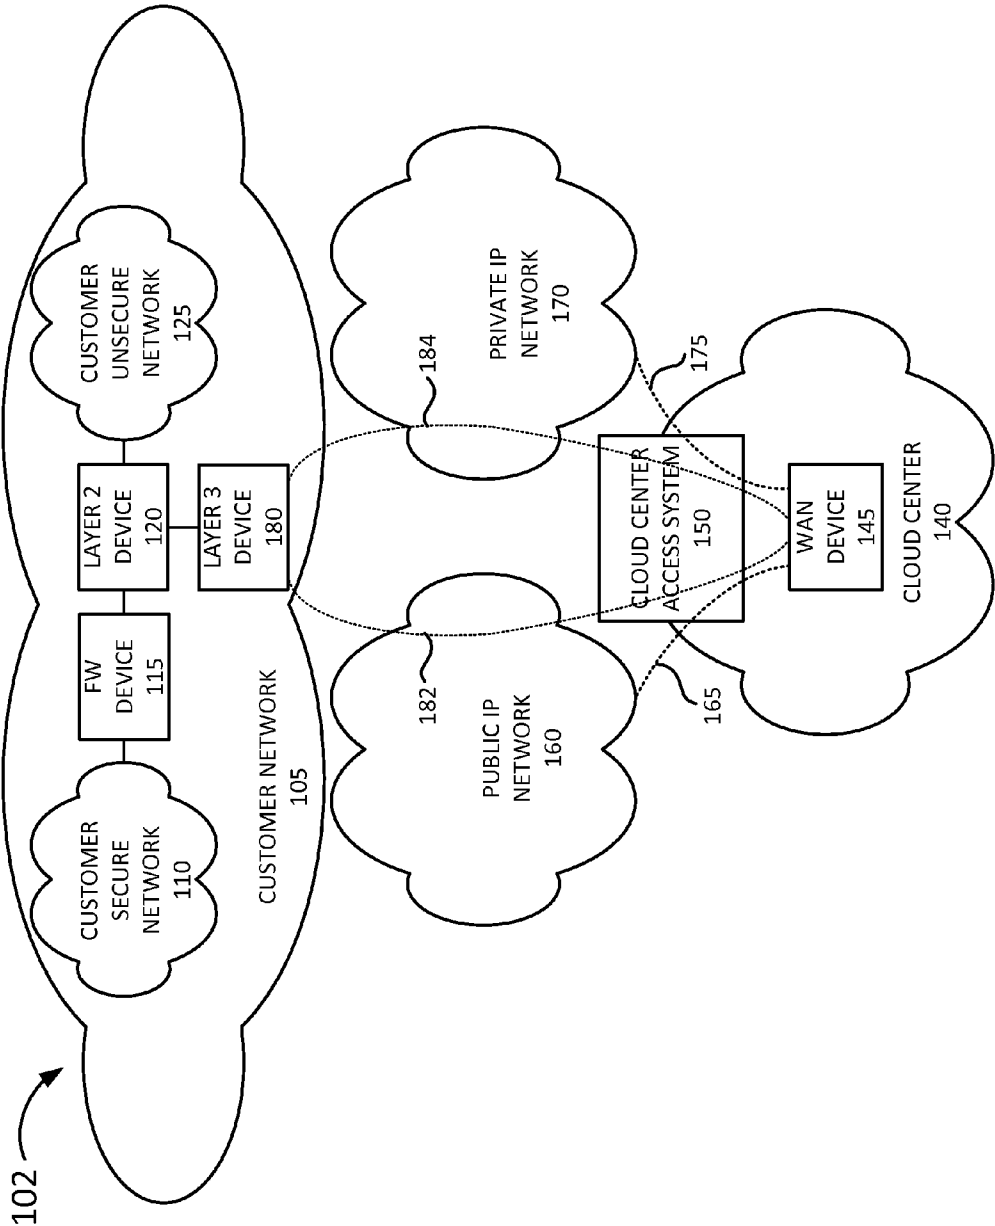 102
CUSTOMER
SECURE
NETWORK
110
FW
DEVICE
115
LAYER 2
DEVICE
120
CUSTOMER
UNSECURE
NETWORK
125
LAYER 3
DEVICE
180
CUSTOMER NETWORK
105
182
184
PUBLIC IP
NETWORK
160
PRIVATE IP
NETWORK
170
CLOUD CENTER
ACCESS SYSTEM
150
165
175
WAN
DEVICE
145
CLOUD CENTER
140